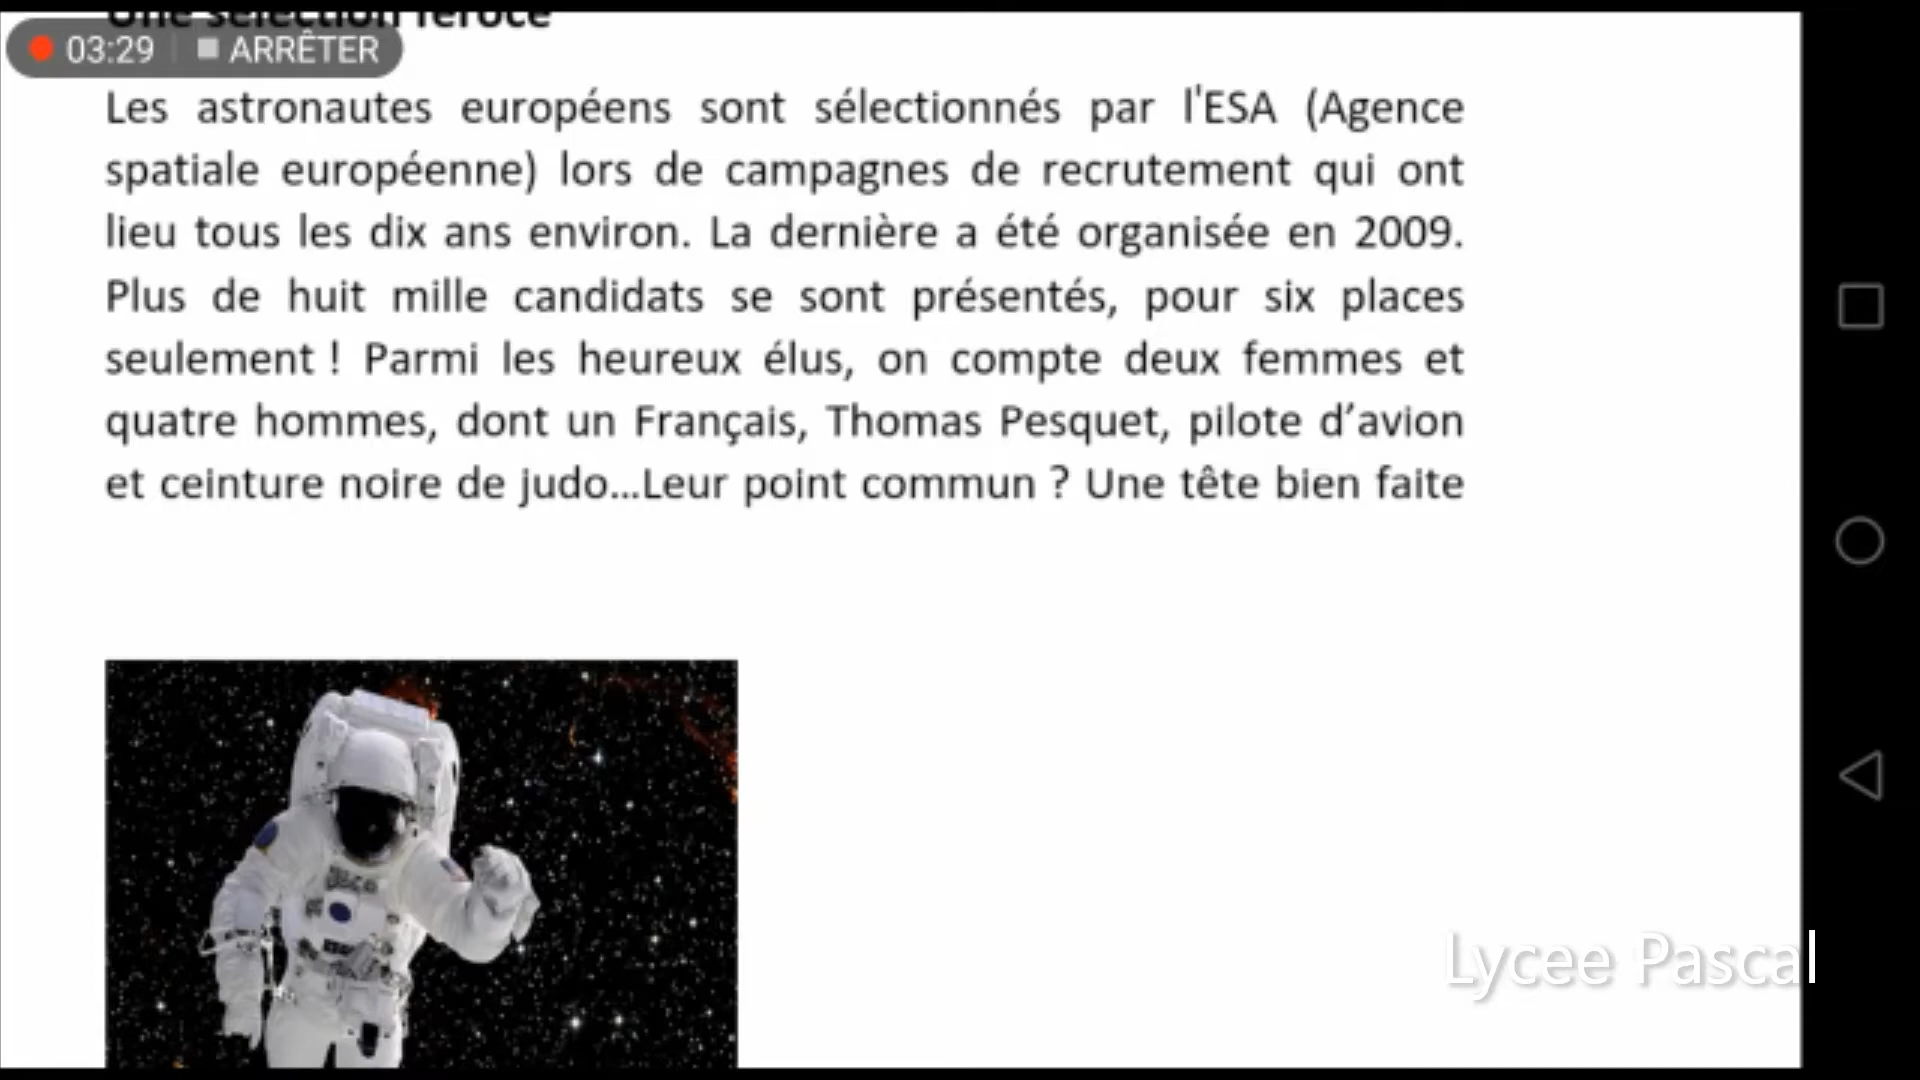 Une sélection féroce
03:29 ARRÊTER
Les astronautes européens sont sélectionnés par l'ESA (Agence
spatiale européenne) lors de campagnes de recrutement qui ont
lieu tous les dix ans environ. La dernière a été organisée en 2009.
Plus de huit mille candidats se sont présentés, pour six places
seulement ! Parmi les heureux élus, on compte deux femmes et
quatre hommes, dont un Français, Thomas Pesquet, pilote d’avion
et ceinture noire de judo...Leur point commun ? Une tête bien faite
Lycee Pascal